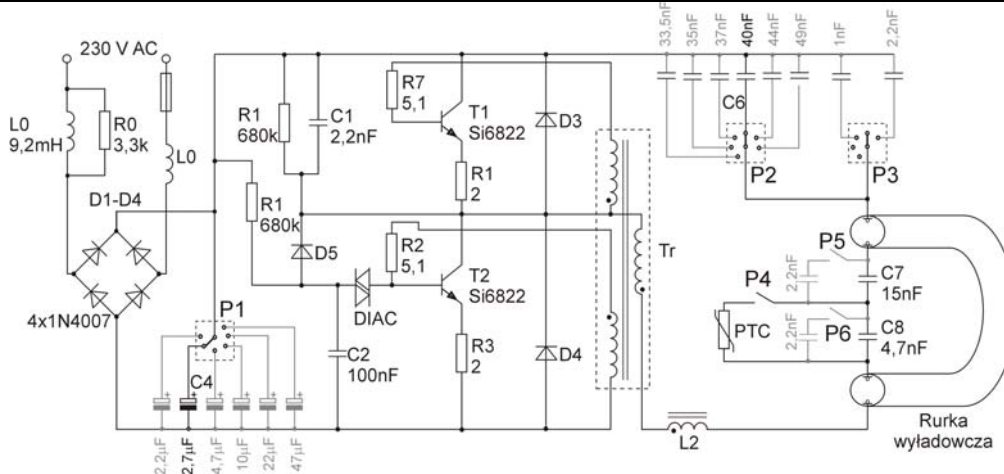 33,5nF
35nF
37nF
40nF
44nF
49nF
1nF
2,2nF
230 V AC
L0
9,2mH
R0
3,3k
L0
R1
680k
C1
2,2nF
R7
5,1
T1
Si6822
D3
C6
P2
P3
D1-D4
R1
680k
R1
2
D5
R2
5,1
T2
Si6822
Tr
P5
2,2nF
C7
15nF
P4
4x1N4007
P1
DIAC
PTC
2,2nF
P6
C8
4,7nF
C4
C2
100nF
R3
2
D4
L2
Rurka
wyładowcza
2,2µF
2,7µF
4,7µF
10µF
22µF
47µF